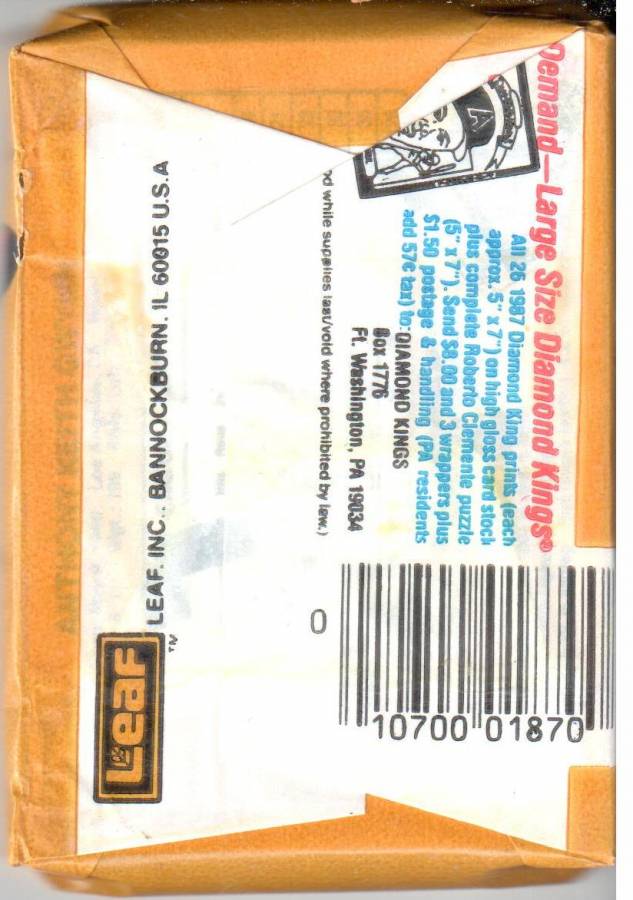 Demand—Large Size Diamond Kings®
All 26 1987 Diamond King prints (each
approx. 5" x 7") on high gloss card stock
plus complete Roberto Clemente puzzle
(5" x 7"). Send $8.00 and 3 wrappers plus
$1.50 postage & handling (PA residents
add 57¢ tax) to:
DIAMOND KINGS
Box 1776
Ft. Washington, PA 19034
while supplies last/void where prohibited by law.)
A
0
10700 01870
Leaf
™
LEAF, INC., BANNOCKBURN, IL 60015 U.S.A